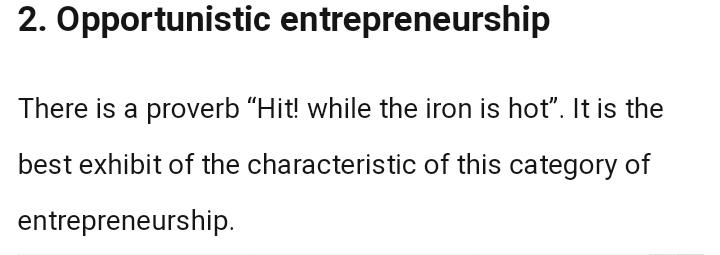 2. Opportunistic entrepreneurship
There is a proverb “Hit! while the iron is hot”. It is the
best exhibit of the characteristic of this category of
entrepreneurship.